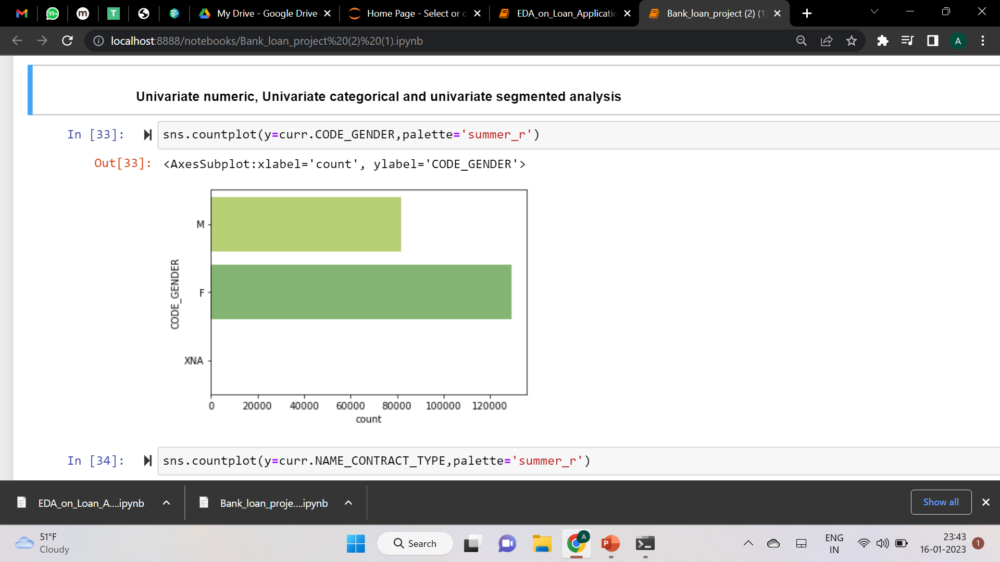 99+
m
T
My Drive - Google Drive
Home Page - Select or c
EDA_on_Loan_Applicatic
Bank_loan_project (2) (1)
localhost:8888/notebooks/Bank_loan_project%20(2)%20(1).ipynb
A
Univariate numeric, Univariate categorical and univariate segmented analysis
In [33]: sns.countplot(y=curr.CODE_GENDER,palette='summer_r')
Out[33]: <AxesSubplot:xlabel='count', ylabel='CODE_GENDER'>
M
F
XNA
CODE_GENDER
0 20000 40000 60000 80000 100000 120000
count
In [34]: sns.countplot(y=curr.NAME_CONTRACT_TYPE,palette='summer_r')
EDA_on_Loan_A....ipynb
Bank_loan_proje....ipynb
Show all
51°F
Cloudy
Search
A
P
ENG
IN
23:43
16-01-2023
1